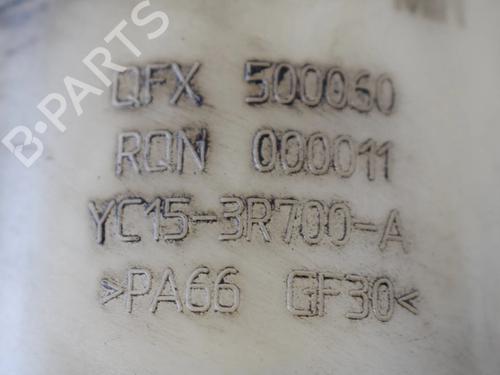 B-PARTS
QFX 500060
RQN 000011
YC15-3R700-A
>PA66 GF30<